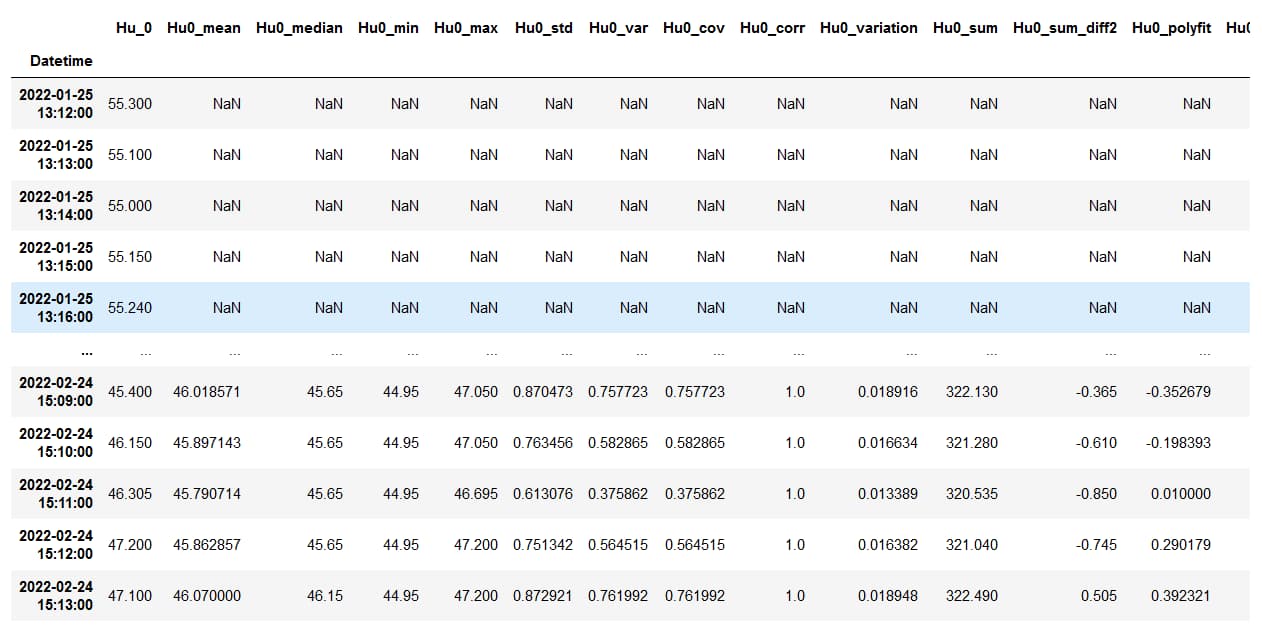 Hu_0 Hu0_mean Hu0_median Hu0_min Hu0_max Hu0_std Hu0_var Hu0_cov Hu0_corr Hu0_variation Hu0_sum Hu0_sum_diff2 Hu0_polyfit
Datetime
2022-01-25
13:12:00 55.300 NaN NaN NaN NaN NaN NaN NaN NaN NaN NaN NaN NaN
2022-01-25
13:13:00 55.100 NaN NaN NaN NaN NaN NaN NaN NaN NaN NaN NaN NaN
2022-01-25
13:14:00 55.000 NaN NaN NaN NaN NaN NaN NaN NaN NaN NaN NaN NaN
2022-01-25
13:15:00 55.150 NaN NaN NaN NaN NaN NaN NaN NaN NaN NaN NaN NaN
2022-01-25
13:16:00 55.240 NaN NaN NaN NaN NaN NaN NaN NaN NaN NaN NaN NaN
... ... ... ... ... ... ... ... ... ... ... ... ... ...
2022-02-24
15:09:00 45.400 46.018571 45.65 44.95 47.050 0.870473 0.757723 0.757723 1.0 0.018916 322.130 -0.365 -0.352679
2022-02-24
15:10:00 46.150 45.897143 45.65 44.95 47.050 0.763456 0.582865 0.582865 1.0 0.016634 321.280 -0.610 -0.198393
2022-02-24
15:11:00 46.305 45.790714 45.65 44.95 46.695 0.613076 0.375862 0.375862 1.0 0.013389 320.535 -0.850 0.010000
2022-02-24
15:12:00 47.200 45.862857 45.65 44.95 47.200 0.751342 0.564515 0.564515 1.0 0.016382 321.040 -0.745 0.290179
2022-02-24
15:13:00 47.100 46.070000 46.15 44.95 47.200 0.872921 0.761992 0.761992 1.0 0.018948 322.490 0.505 0.392321